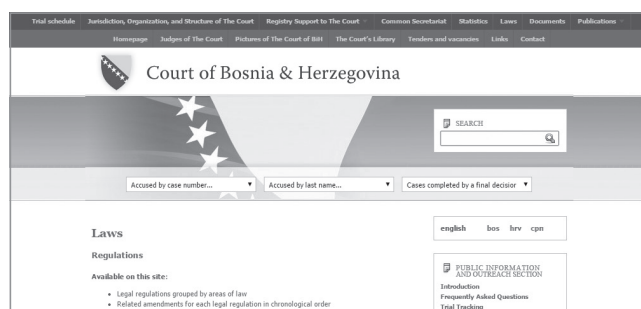 Trial schedule Jurisdiction, Organization, and Structure of The Court Registry Support to The Court Common Secretariat Statistics Laws Documents Publications
Homepage Judges of The Court Pictures of The Court of BiH The Court's Library Tenders and vacancies Links Contact
Court of Bosnia & Herzegovina
SEARCH
Accused by case number... Accused by last name... Cases completed by a final decisior
english bos hrv срп
Laws
Regulations
Available on this site:
• Legal regulations grouped by areas of law
• Related amendments for each legal regulation in chronological order
PUBLIC INFORMATION
AND OUTREACH SECTION
Introduction
Frequently Asked Questions
Trial Tracking